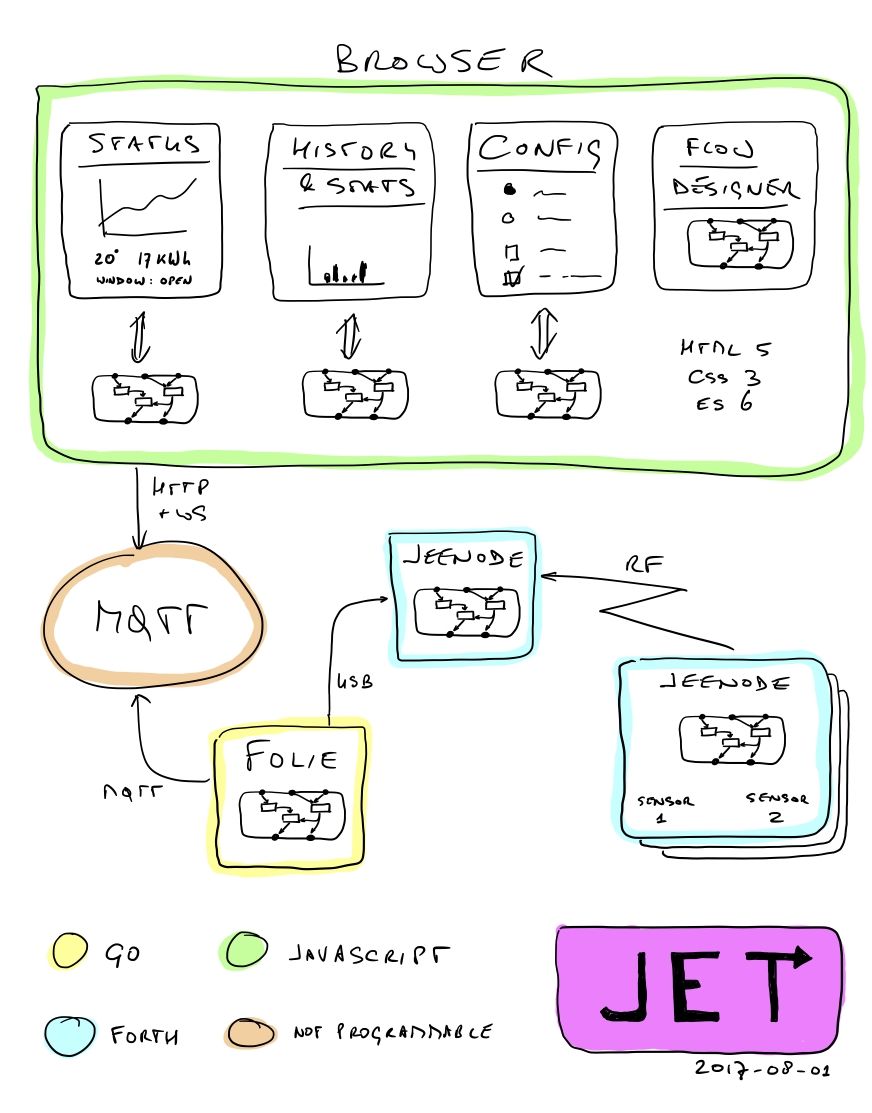 BROWSER
STATUS
20° 17 KWh
WINDOW: OPEN
HISTORY
& STATS
CONFIG
FLOW
DESIGNER
HTML 5
CSS 3
ES 6
HTTP
+ WS
MQTT
JEENODE
RF
USB
JEENODE
SENSOR
1
SENSOR
2
FOLIE
MQTT
GO
JAVASCRIPT
FORTH
NOT PROGRAMMABLE
JET
2017-08-01